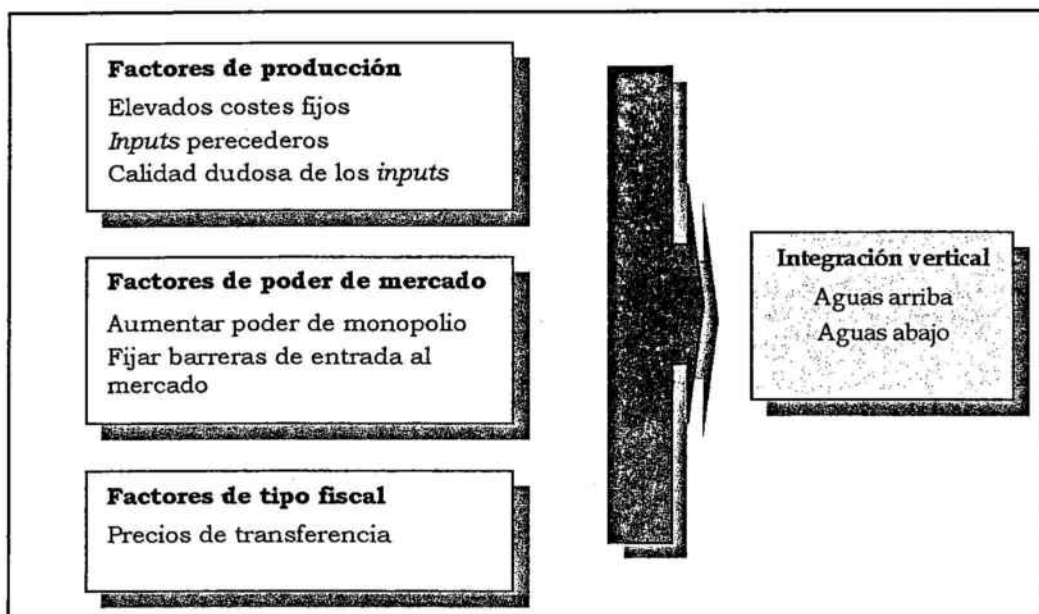 Factores de producción
Elevados costes fijos
Inputs perecederos
Calidad dudosa de los inputs
Factores de poder de mercado
Aumentar poder de monopolio
Fijar barreras de entrada al
mercado
Factores de tipo fiscal
Precios de transferencia
Integración vertical
Aguas arriba
Aguas abajo